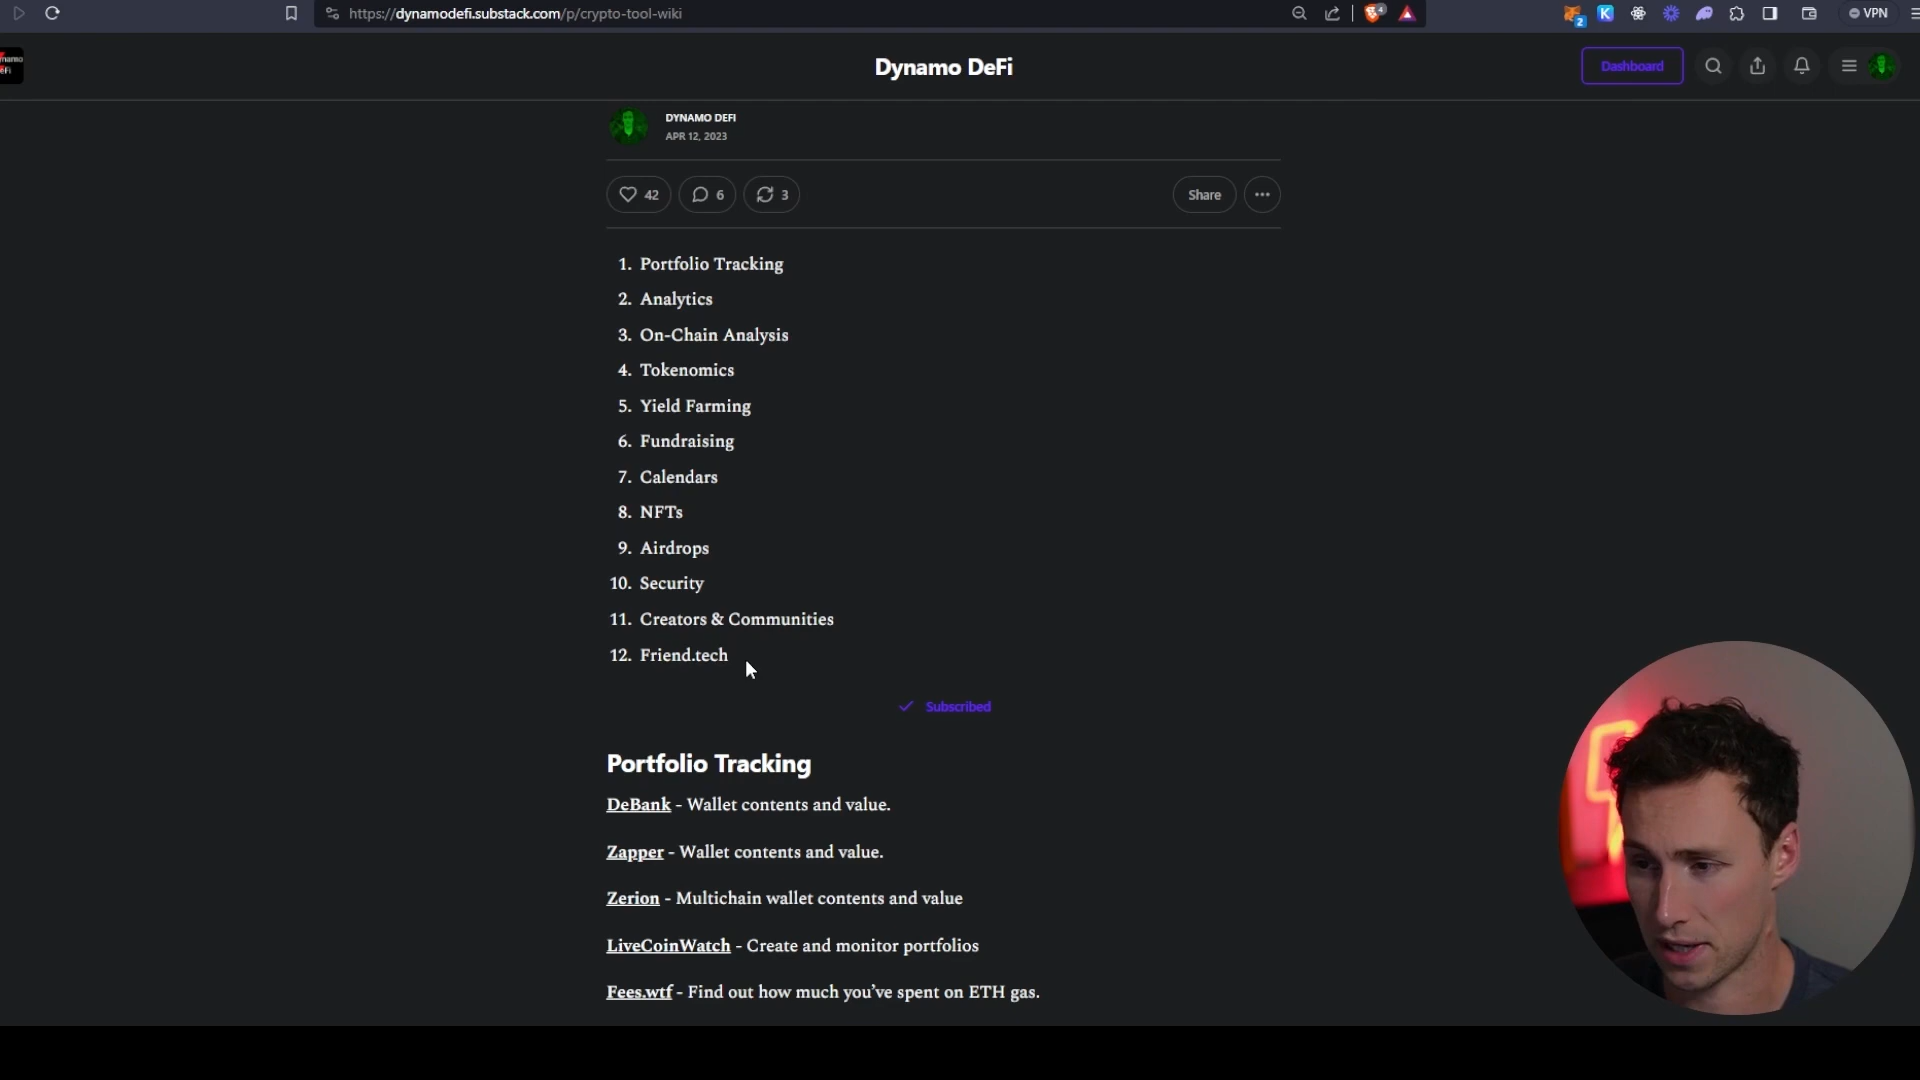 https://dynamodefi.substack.com/p/crypto-tool-wiki
4
2
VPN
Dynamo DeFi
Dashboard
DYNAMO DEFI
APR 12, 2023
42
6
3
Share
1. Portfolio Tracking
2. Analytics
3. On-Chain Analysis
4. Tokenomics
5. Yield Farming
6. Fundraising
7. Calendars
8. NFTs
9. Airdrops
10. Security
11. Creators & Communities
12. Friend.tech
Subscribed
Portfolio Tracking
DeBank - Wallet contents and value.
Zapper - Wallet contents and value.
Zerion - Multichain wallet contents and value
LiveCoinWatch - Create and monitor portfolios
Fees.wtf - Find out how much you’ve spent on ETH gas.